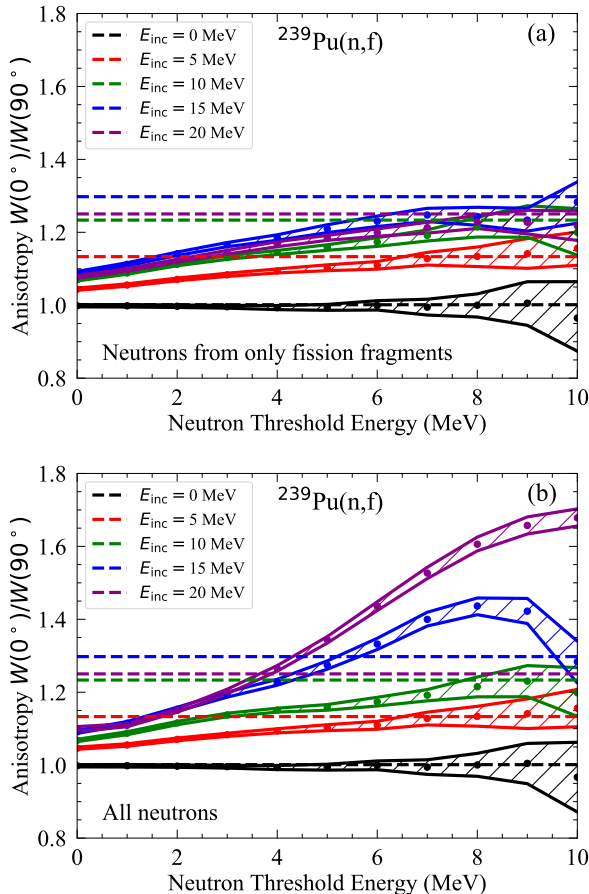 1.8
1.6
1.4
1.2
1.0
0.8
Anisotropy W(0°)/W(90°)
E_inc = 0 MeV
E_inc = 5 MeV
E_inc = 10 MeV
E_inc = 15 MeV
E_inc = 20 MeV
²³⁹Pu(n,f)
(a)
Neutrons from only fission fragments
0 2 4 6 8 10
Neutron Threshold Energy (MeV)
1.8
1.6
1.4
1.2
1.0
0.8
Anisotropy W(0°)/W(90°)
E_inc = 0 MeV
E_inc = 5 MeV
E_inc = 10 MeV
E_inc = 15 MeV
E_inc = 20 MeV
²³⁹Pu(n,f)
(b)
All neutrons
0 2 4 6 8 10
Neutron Threshold Energy (MeV)